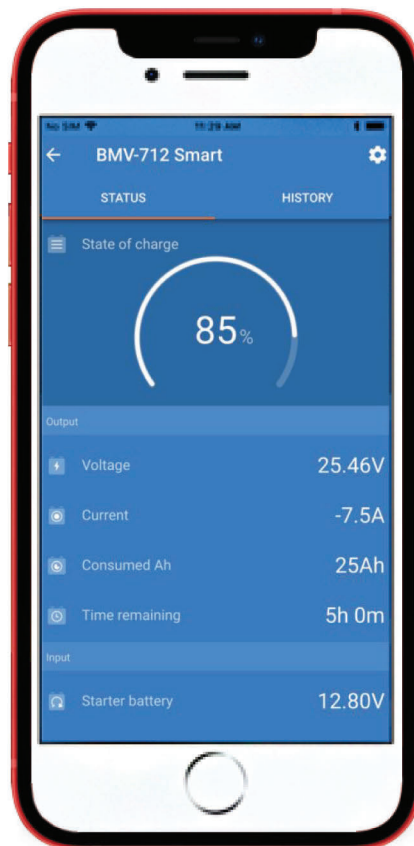 No SIM 11:29 AM
BMV-712 Smart
STATUS HISTORY
State of charge
85%
Output
Voltage 25.46V
Current -7.5A
Consumed Ah 25Ah
Time remaining 5h 0m
Input
Starter battery 12.80V